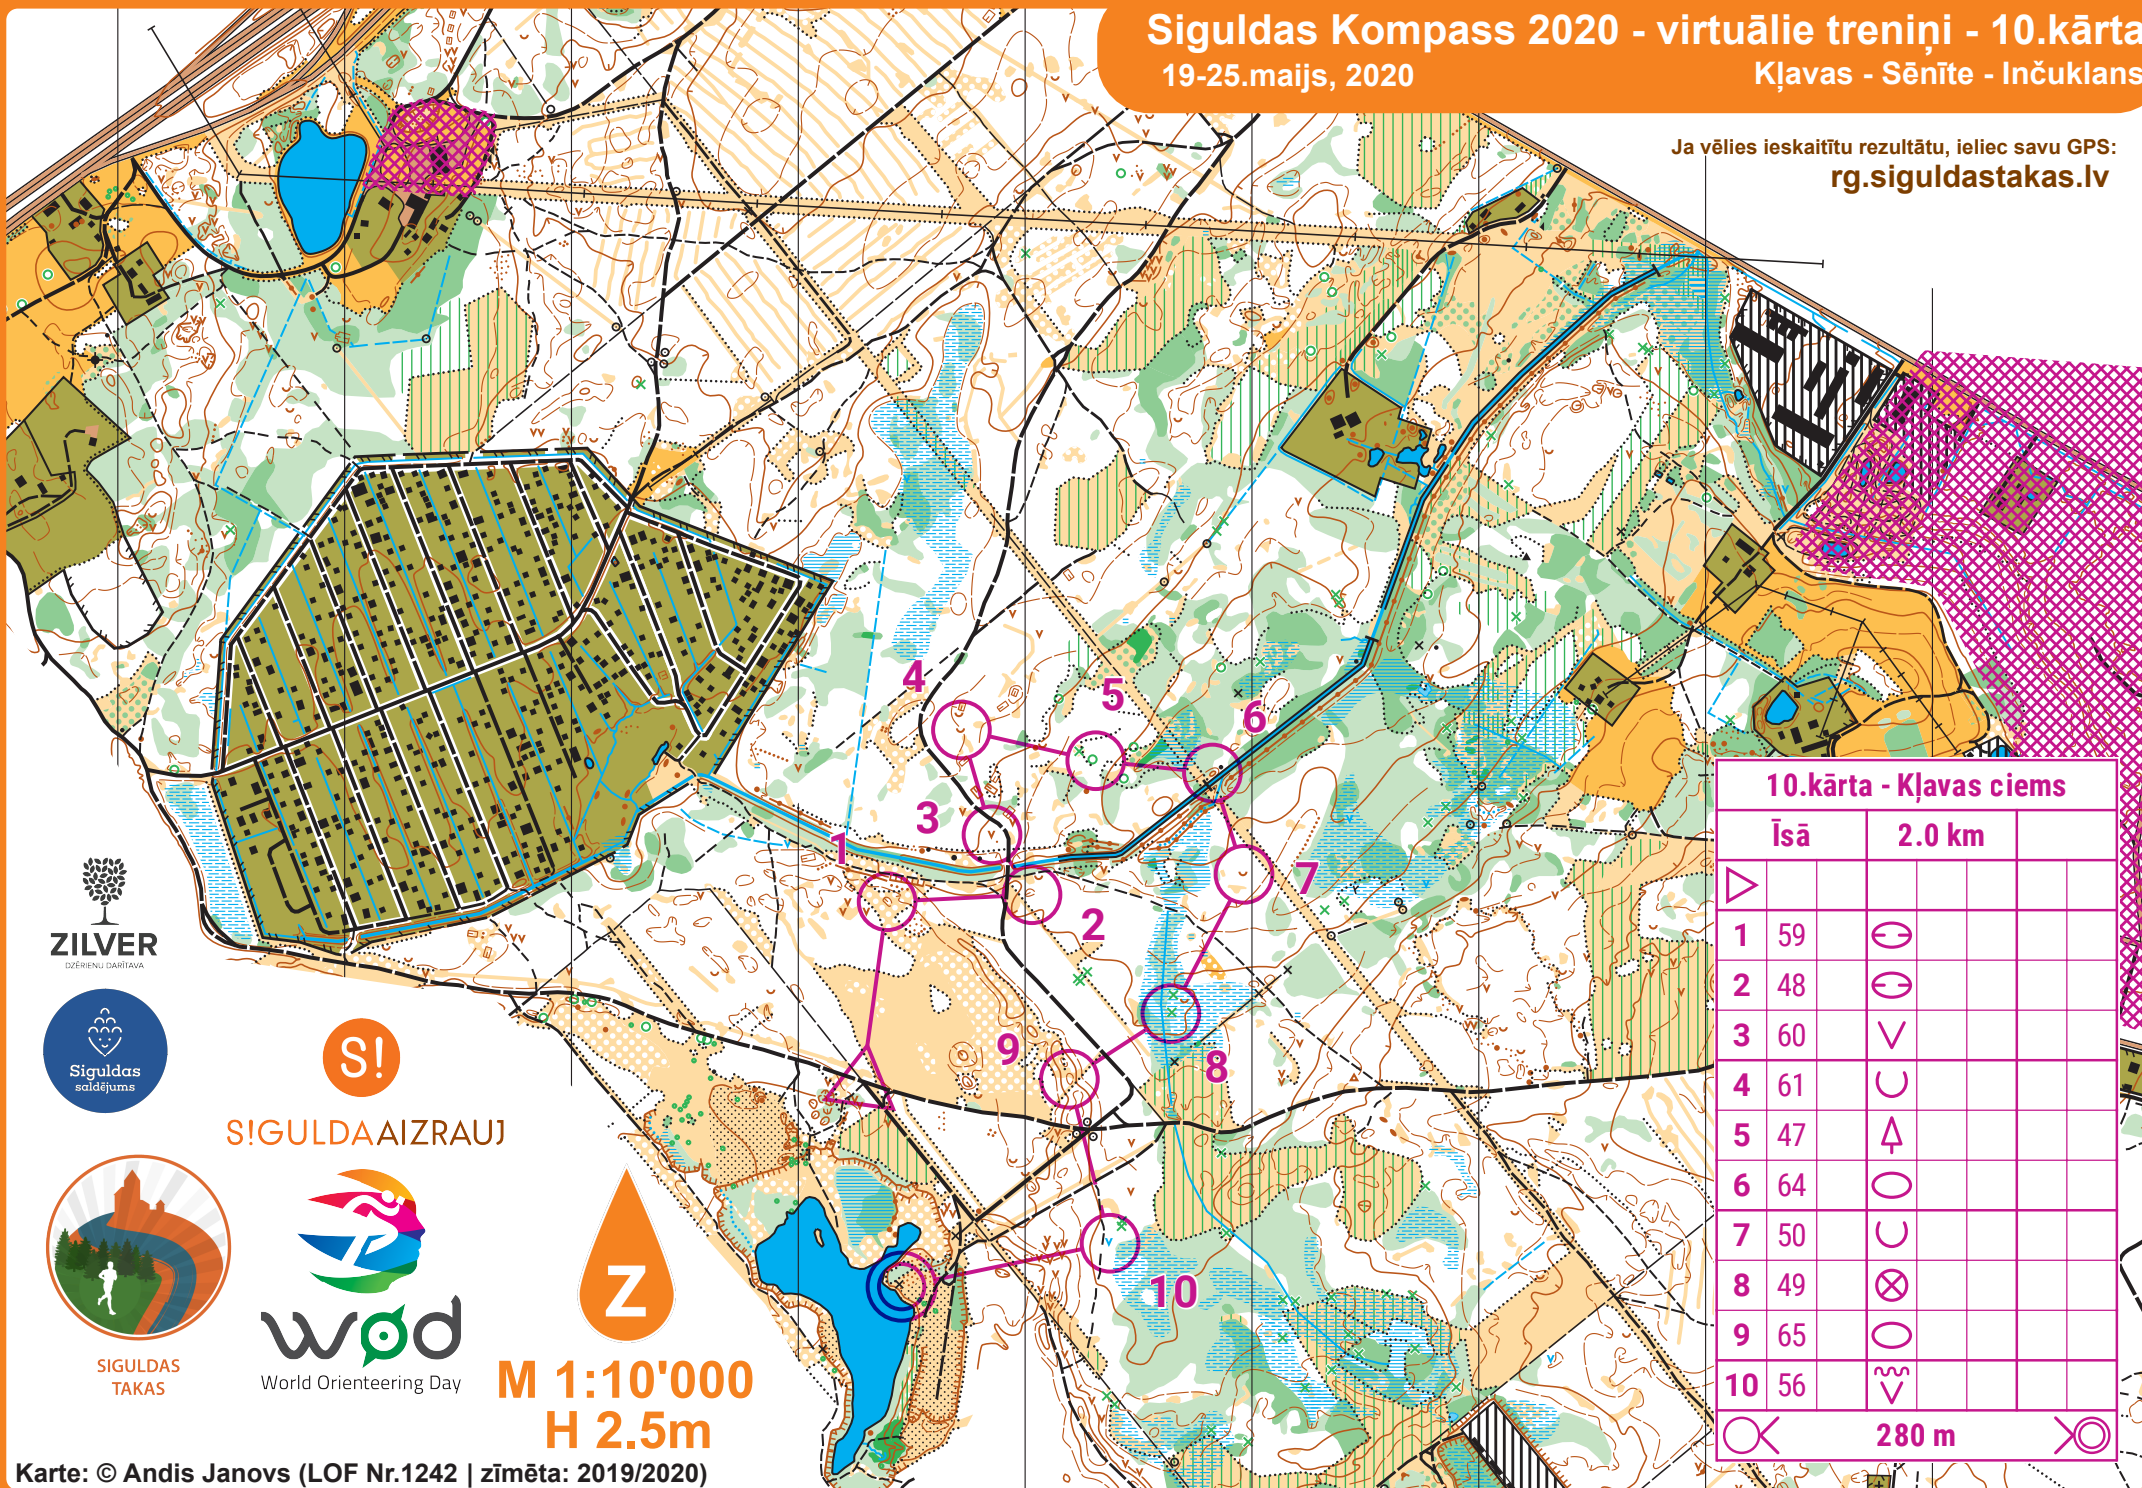 Siguldas Kompass 2020 - virtuālie treniņi - 10.kārta
19-25.maijs, 2020
Kļavas - Sēnīte - Inčuklans
Ja vēlies ieskaitītu rezultātu, ieliec savu GPS:
rg.siguldastakas.lv
4
5
6
3
1
7
2
9
8
10
10.kārta - Kļavas ciems
Īsā 2.0 km
1 59
2 48
3 60
4 61
5 47
6 64
7 50
8 49
9 65
10 56
280 m
ZILVER
DZĒRIENU DARĪTAVA
Siguldas
saldējums
S!
S!GULDAAIZRAUJ
SIGULDAS
TAKAS
wod
World Orienteering Day
Z
M 1:10'000
H 2.5m
Karte: © Andis Janovs (LOF Nr.1242 | zīmēta: 2019/2020)